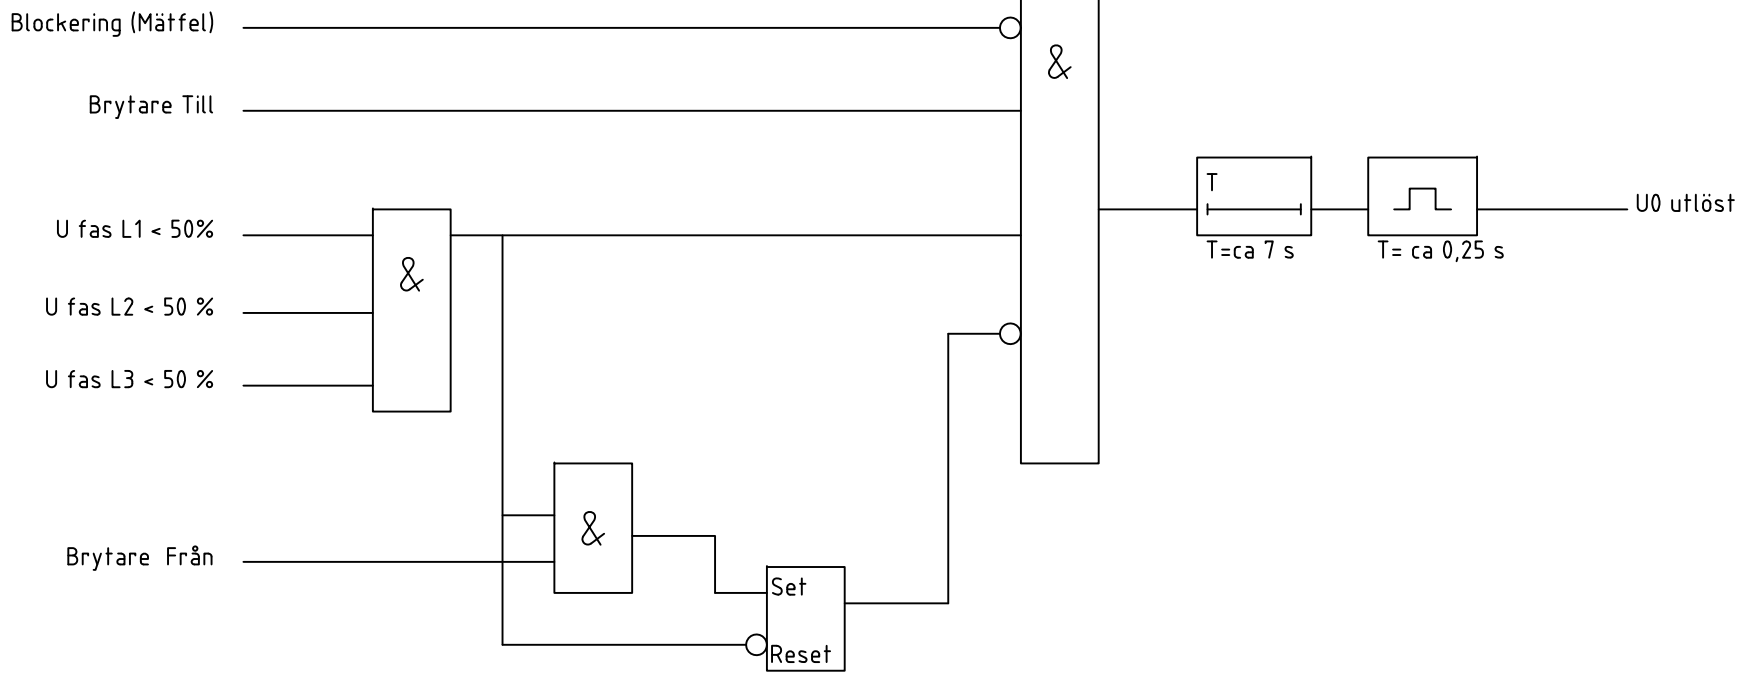 Blockering (Mätfel)
&
Brytare Till
T
U fas L1 < 50%
U0 utlöst
T=ca 7 s
T= ca 0,25 s
&
U fas L2 < 50 %
U fas L3 < 50 %
&
Brytare Från
Set
Reset